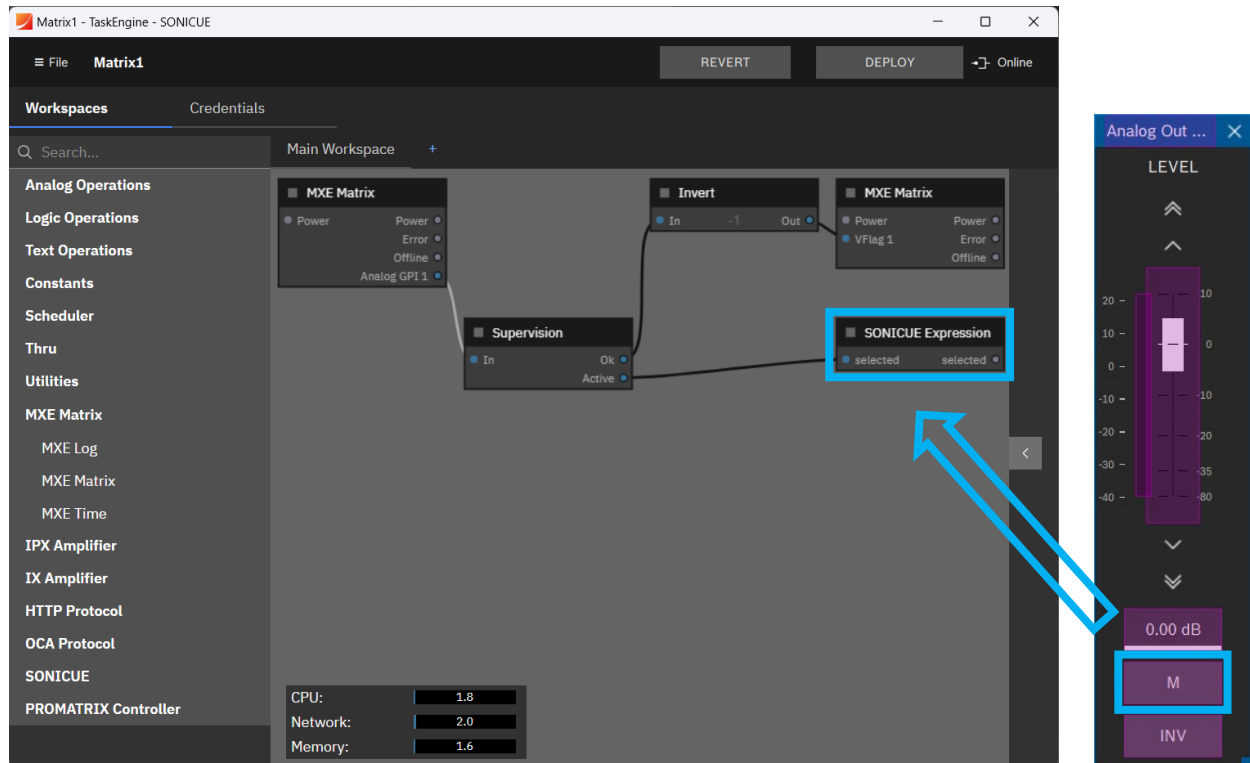 Matrix1 - TaskEngine - SONICUE
File Matrix1 REVERT DEPLOY Online
Workspaces Credentials
Search...
Analog Operations
Logic Operations
Text Operations
Constants
Scheduler
Thru
Utilities
MXE Matrix
MXE Log
MXE Matrix
MXE Time
IPX Amplifier
IX Amplifier
HTTP Protocol
OCA Protocol
SONICUE
PROMATRIX Controller
Main Workspace +
MXE Matrix
Power Power
Error
Offline
Analog GPI 1
Supervision
In Ok
Active
Invert
In -1 Out
MXE Matrix
Power Power
VFlag 1 Error
Offline
SONICUE Expression
selected selected
CPU: 1.8
Network: 2.0
Memory: 1.6
Analog Out ...
LEVEL
20 - 10
10 - 0
0 -
-10 - -10
-20 - -20
-30 - -35
-40 - -80
0.00 dB
M
INV